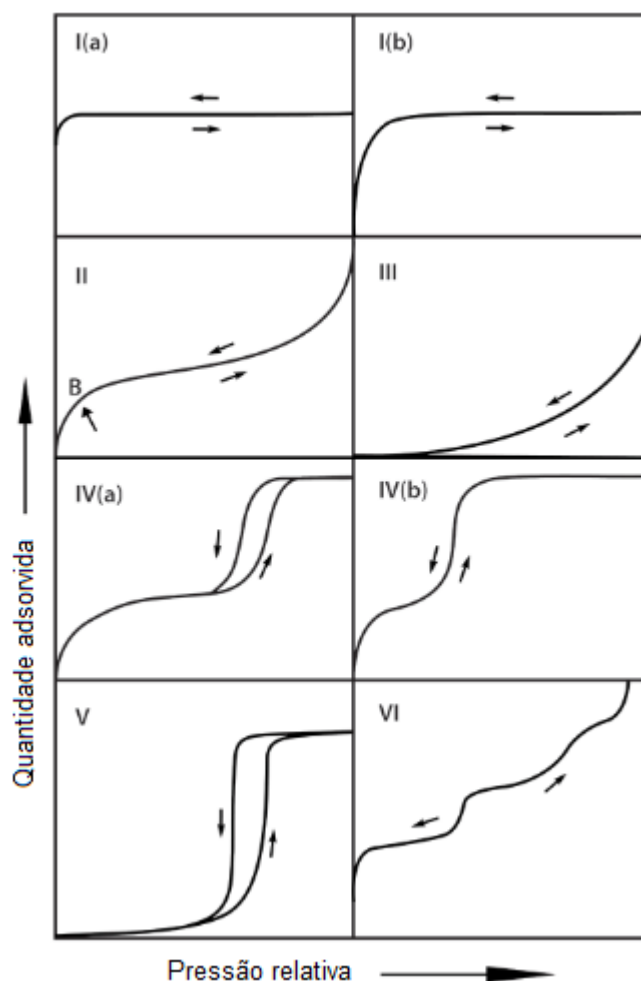 I(a)
I(b)
II
III
B
IV(a)
IV(b)
V
VI
Quantidade adsorvida
Pressão relativa